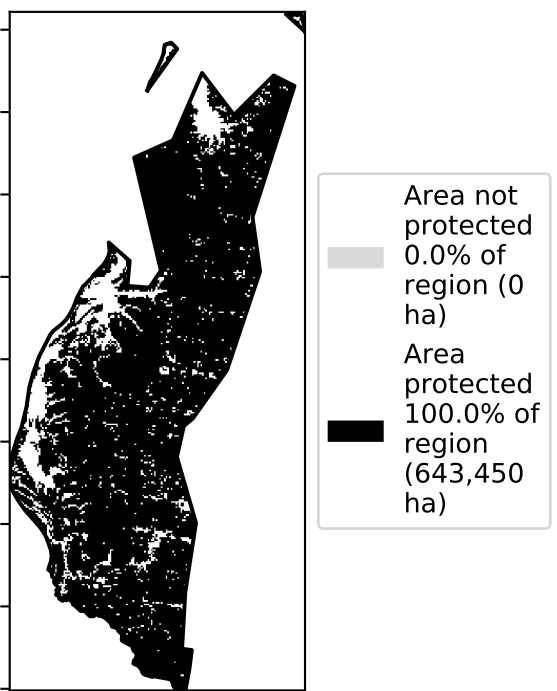 Area not
protected
0.0% of
region (0
ha)
Area
protected
100.0% of
region
(643,450
ha)